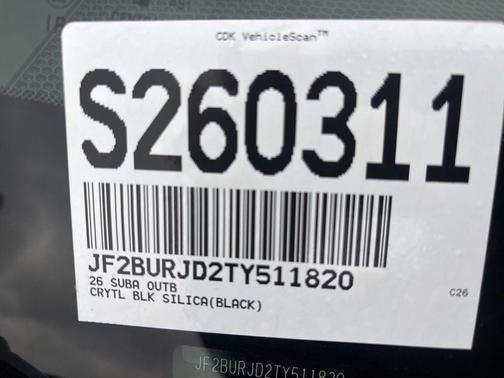 CDK VehicleScan™
S260311
JF2BURJD2TY511820
26 SUBA OUTB
CRYTL BLK SILICA(BLACK)
C26
JF2BURJD2TY511820